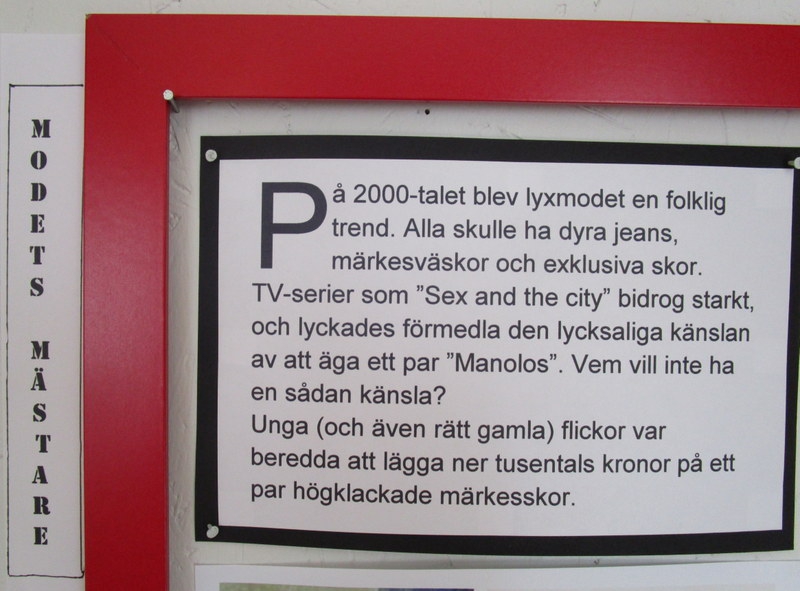 MODETS MÄSTARE
På 2000-talet blev lyxmodet en folklig
trend. Alla skulle ha dyra jeans,
märkesväskor och exklusiva skor.
TV-serier som ”Sex and the city” bidrog starkt,
och lyckades förmedla den lycksaliga känslan
av att äga ett par ”Manolos”. Vem vill inte ha
en sådan känsla?
Unga (och även rätt gamla) flickor var
beredda att lägga ner tusentals kronor på ett
par högklackade märkesskor.